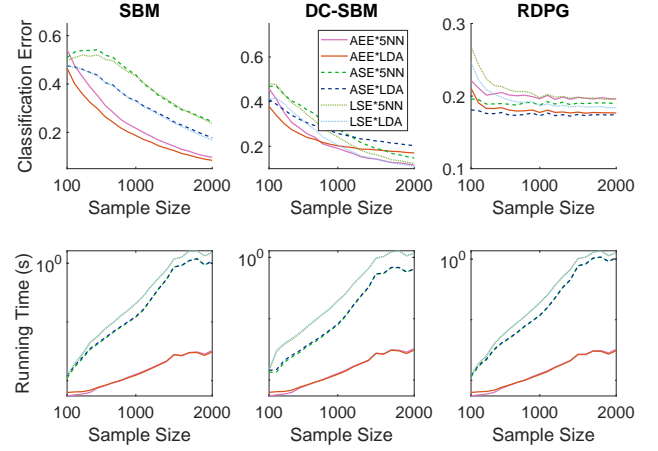 SBM
DC-SBM
RDPG
Classification Error
0.6
0.4
0.2
100
1000
2000
Sample Size
0.6
0.4
0.2
100
1000
2000
Sample Size
AEE*5NN
AEE*LDA
ASE*5NN
ASE*LDA
LSE*5NN
LSE*LDA
0.3
0.2
0.1
100
1000
2000
Sample Size
Running Time (s)
10^0
100
1000
2000
Sample Size
10^0
100
1000
2000
Sample Size
10^0
100
1000
2000
Sample Size